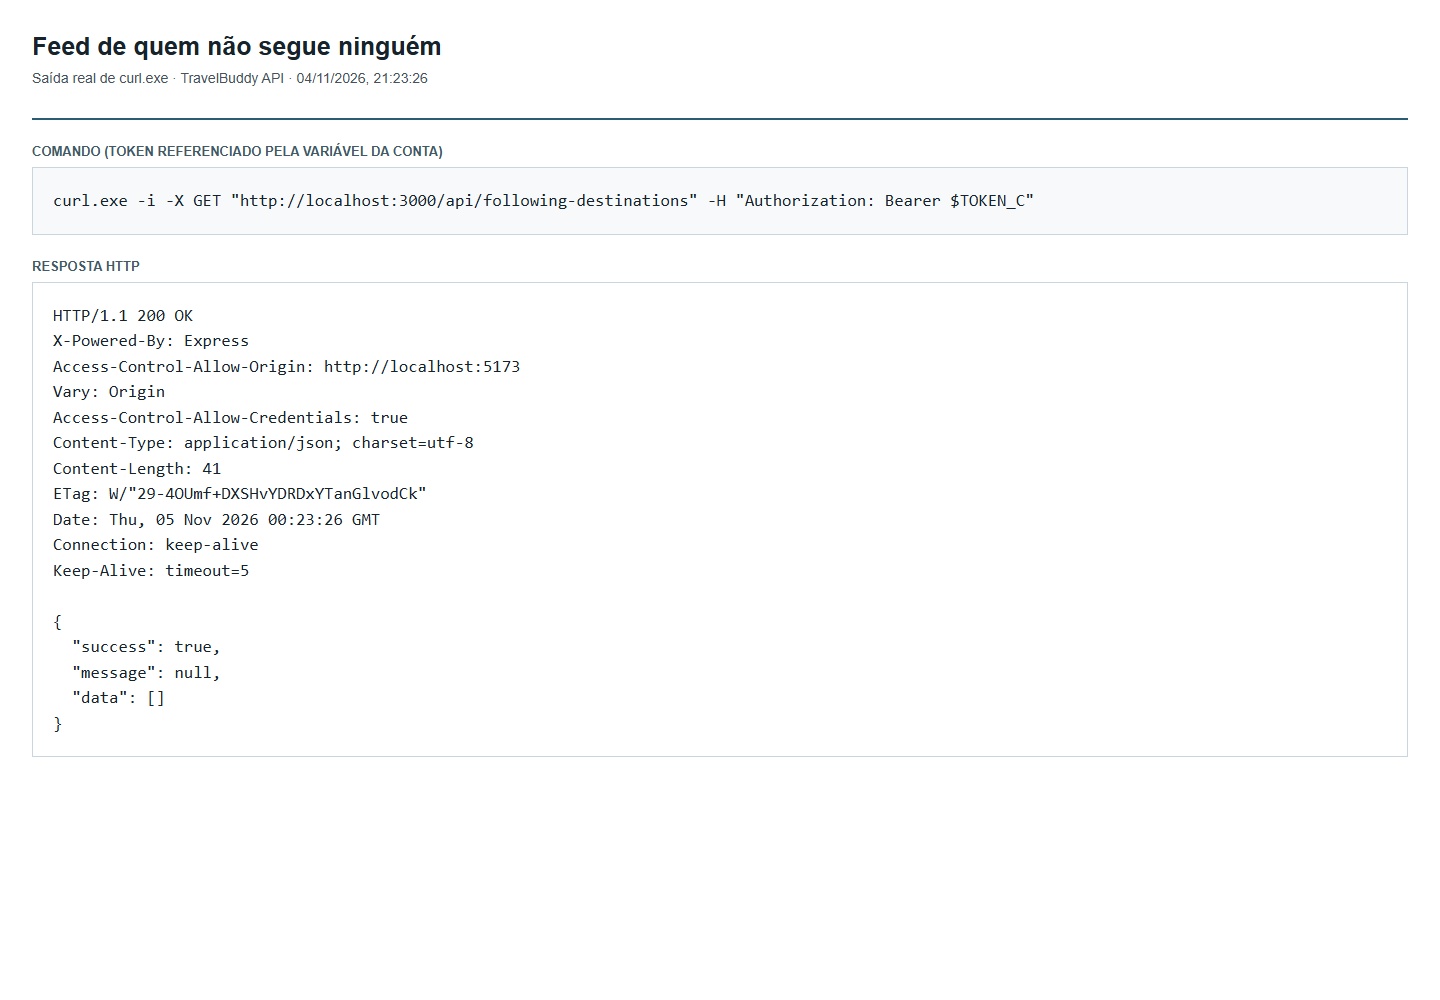 Feed de quem não segue ninguém
Saída real de curl.exe · TravelBuddy API · 04/11/2026, 21:23:26
COMANDO (TOKEN REFERENCIADO PELA VARIÁVEL DA CONTA)
curl.exe -i -X GET "http://localhost:3000/api/following-destinations" -H "Authorization: Bearer $TOKEN_C"
RESPOSTA HTTP
HTTP/1.1 200 OK
X-Powered-By: Express
Access-Control-Allow-Origin: http://localhost:5173
Vary: Origin
Access-Control-Allow-Credentials: true
Content-Type: application/json; charset=utf-8
Content-Length: 41
ETag: W/"29-4OUmf+DXSHvYDRDxYTanGlvodCk"
Date: Thu, 05 Nov 2026 00:23:26 GMT
Connection: keep-alive
Keep-Alive: timeout=5
{
"success": true,
"message": null,
"data": []
}